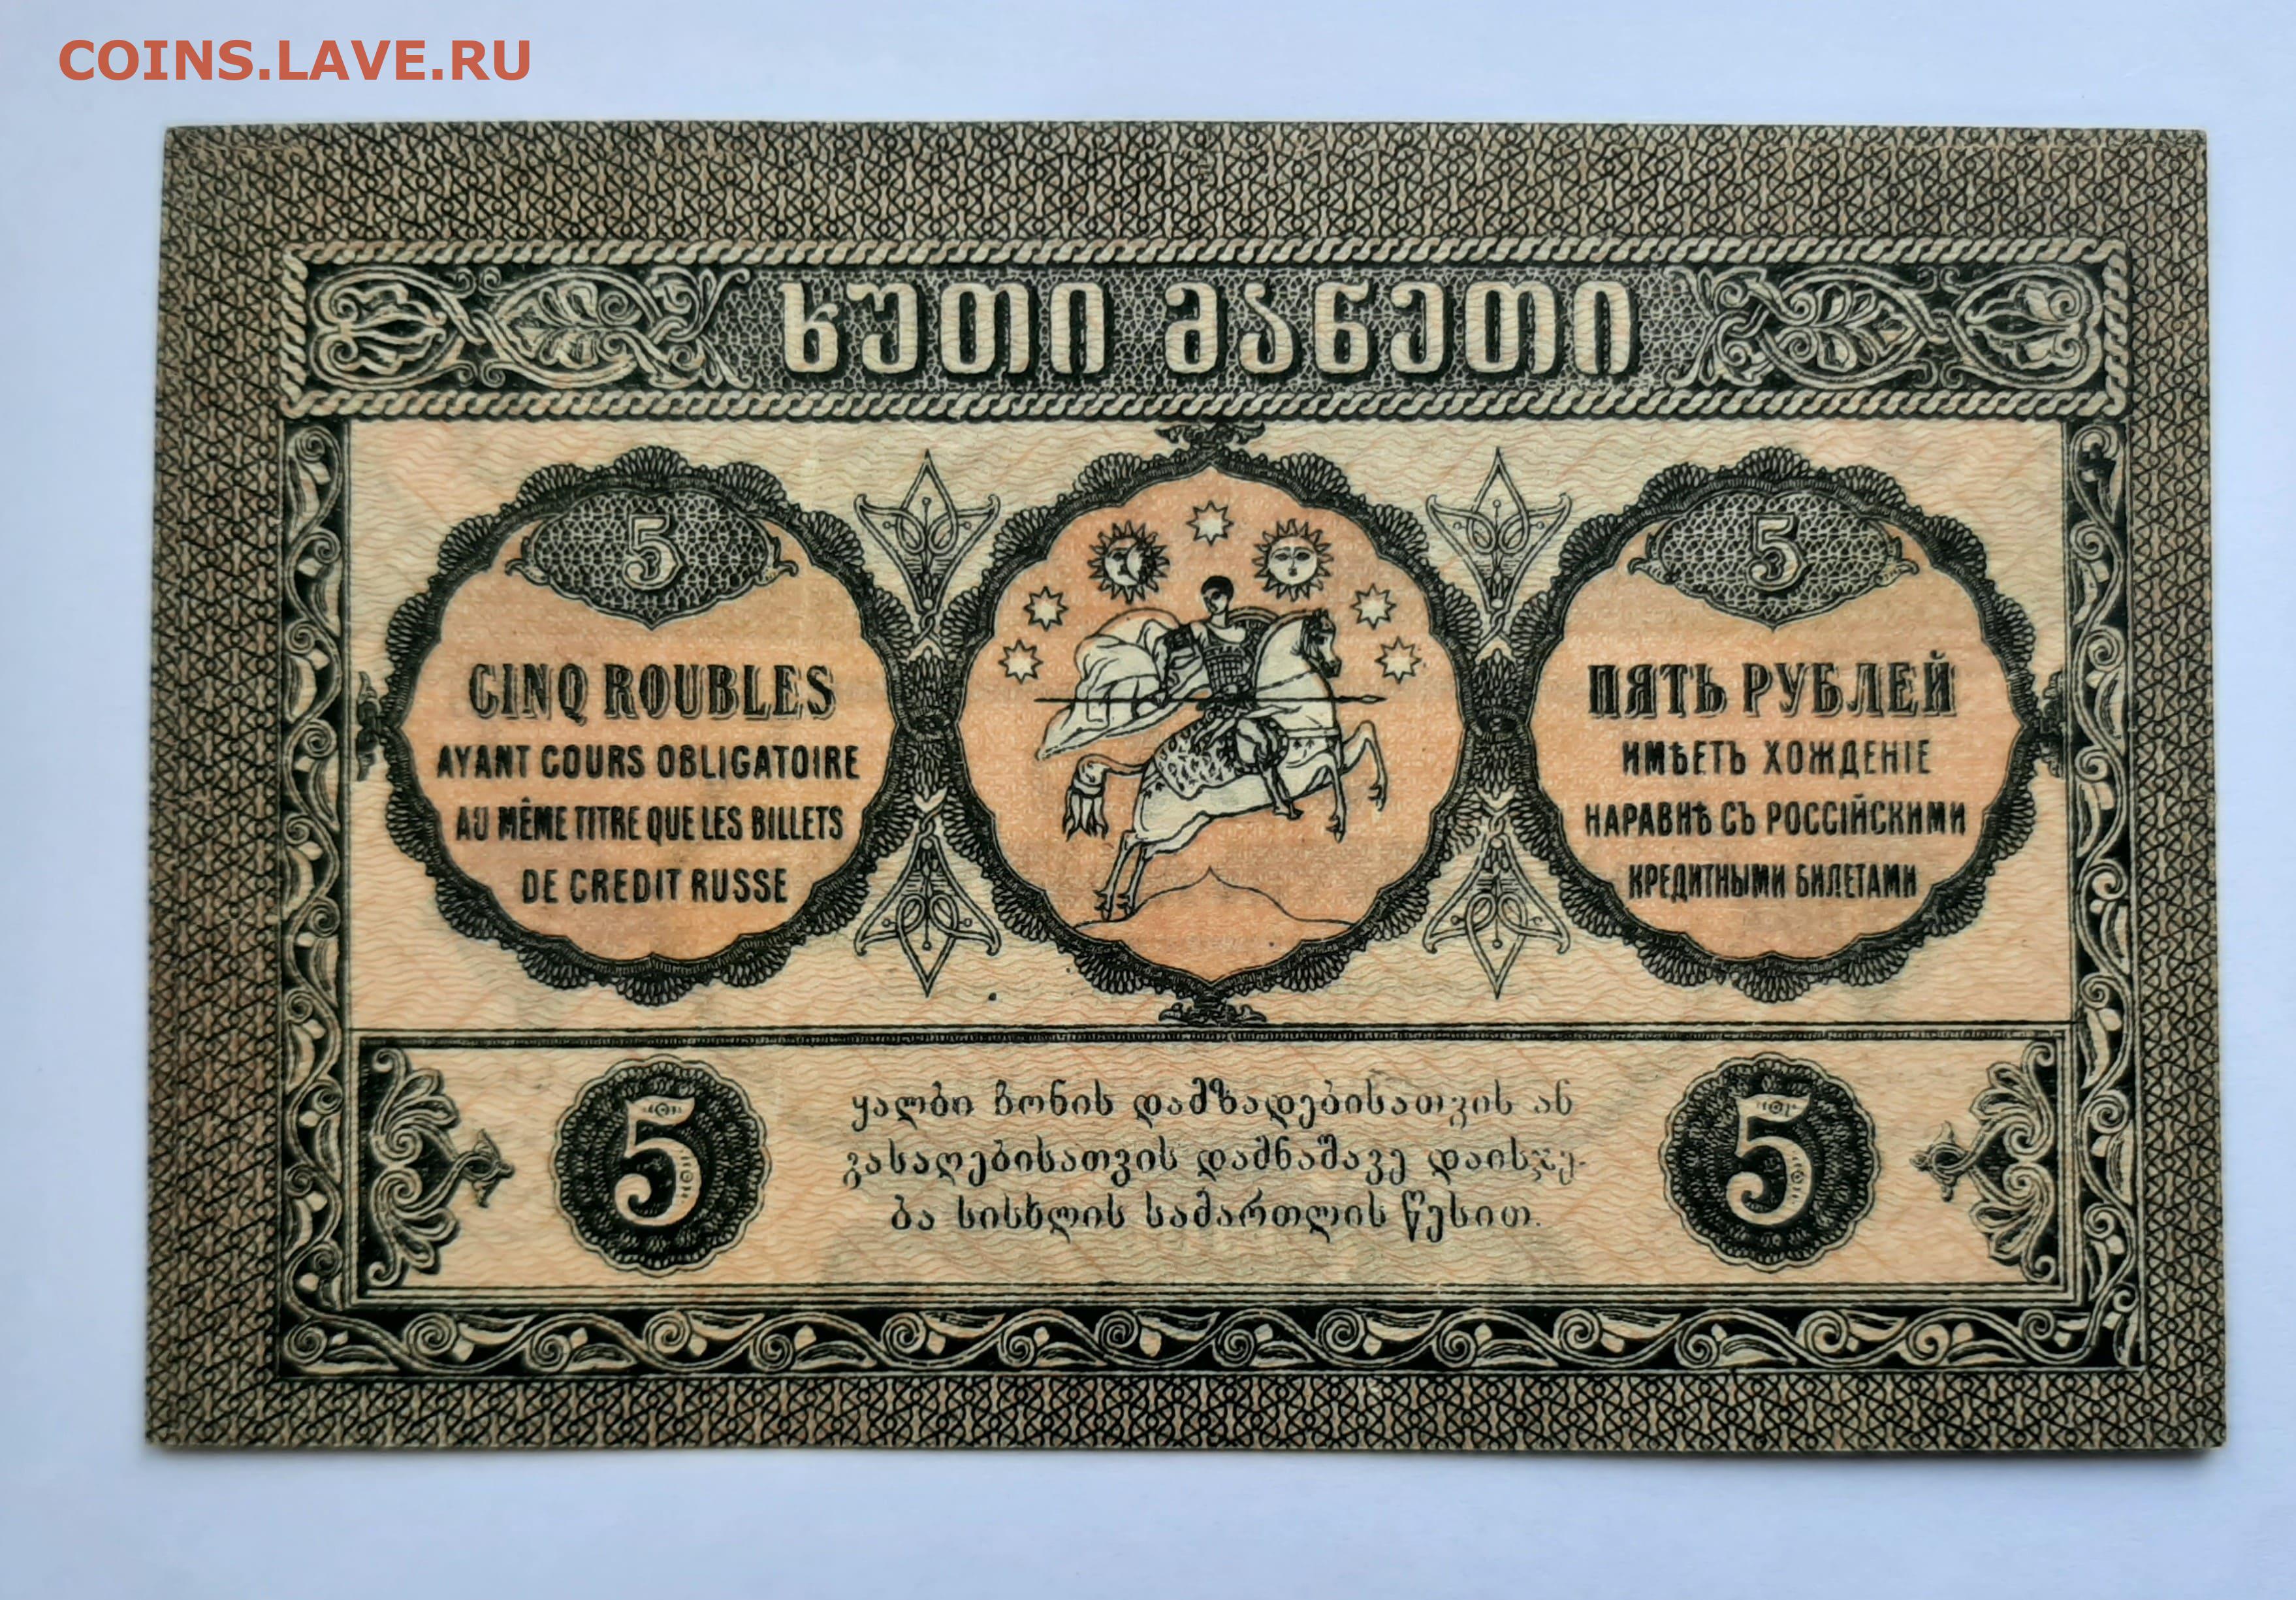 COINS.LAVE.RU
ხუთი მანეთი
5
CINQ ROUBLES
AYANT COURS OBLIGATOIRE
AU MÊME TITRE QUE LES BILLETS
DE CREDIT RUSSE
5
ПЯТЬ РУБЛЕЙ
ИМѢЕТЪ ХОЖДЕНІЕ
НАРАВНѢ СЪ РОССІЙСКИМИ
КРЕДИТНЫМИ БИЛЕТАМИ
5
ყალბი ბონის დამზადებისათვის ან
გასაღებისათვის დამნაშავე დაისჯე-
ბა სისხლის სამართლის წესით.
5